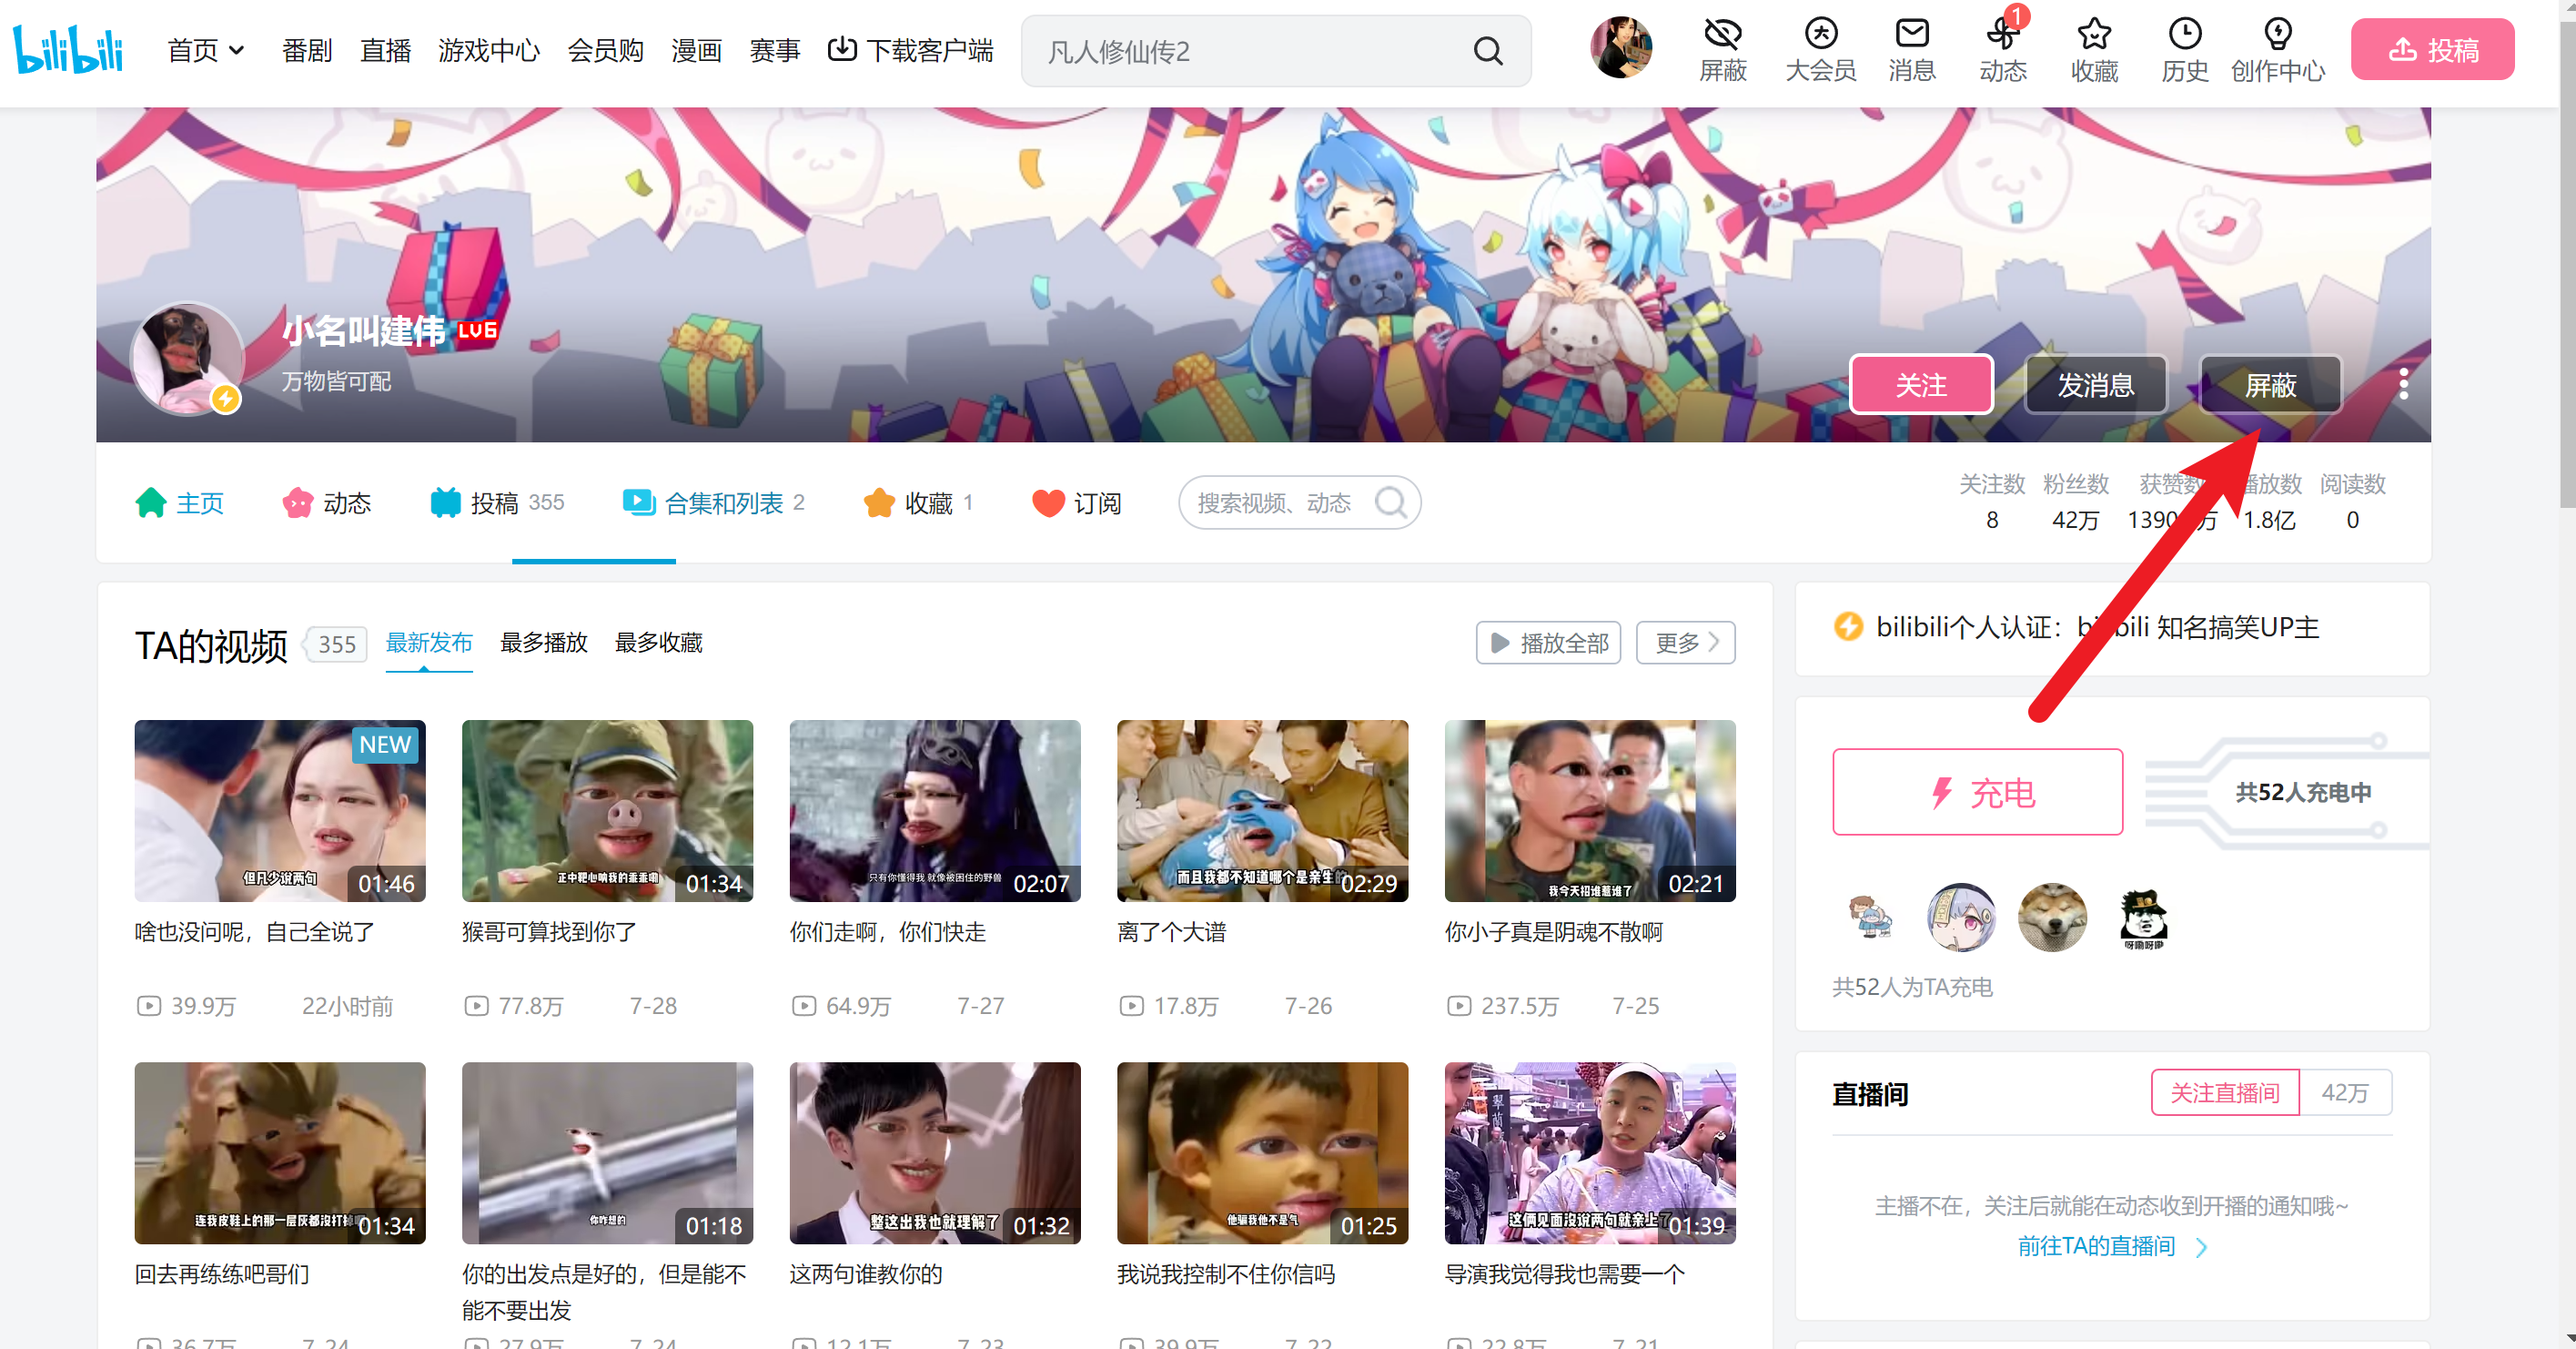 bilibili
首页
番剧
直播
游戏中心
会员购
漫画
赛事
下载客户端
凡人修仙传2
屏蔽
大会员
消息
1
动态
收藏
历史
创作中心
投稿
小名叫建伟 LV6
万物皆可配
关注
发消息
屏蔽
主页
动态
投稿 355
合集和列表 2
收藏 1
订阅
搜索视频、动态
关注数 粉丝数 获赞数 播放数 阅读数
8 42万 1390 万 1.8亿 0
TA的视频 355 最新发布 最多播放 最多收藏
播放全部
更多
NEW
但凡少说两句
01:46
01:34
只有你懂得我 就像被困住的野兽
02:07
而且我都不知道哪个是亲生的
02:29
我今天招谁惹谁了
02:21
啥也没问呢，自己全说了
猴哥可算找到你了
你们走啊，你们快走
离了个大谱
你小子真是阴魂不散啊
39.9万 22小时前
77.8万 7-28
64.9万 7-27
17.8万 7-26
237.5万 7-25
连我皮鞋上的那一层灰都没打掉
01:34
你咋想的
01:18
整这出我也就理解了
01:32
他骗我他不是气
01:25
这俩见面没说两句就亲上了
01:39
回去再练练吧哥们
你的出发点是好的，但是能不
能不要出发
这两句谁教你的
我说我控制不住你信吗
导演我觉得我也需要一个
36.7万 7-24
27.9万 7-24
12.1万 7-23
39.9万 7-22
22.8万 7-21
bilibili个人认证：bilibili 知名搞笑UP主
充电
共52人充电中
共52人为TA充电
直播间
关注直播间 42万
主播不在，关注后就能在动态收到开播的通知哦~
前往TA的直播间